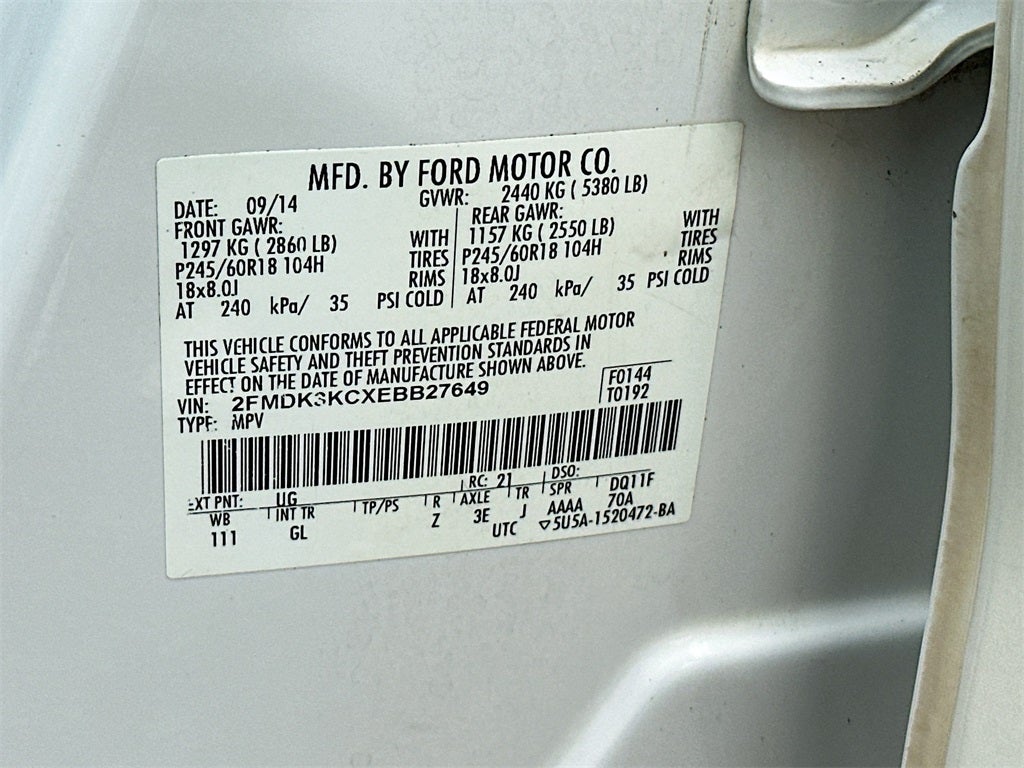 MFD. BY FORD MOTOR CO.
DATE: 09/14 GVWR: 2440 KG ( 5380 LB)
FRONT GAWR: REAR GAWR:
1297 KG ( 2860 LB) WITH 1157 KG ( 2550 LB) WITH
P245/60R18 104H TIRES P245/60R18 104H TIRES
18x8.0J RIMS 18x8.0J RIMS
AT 240 kPa/ 35 PSI COLD AT 240 kPa/ 35 PSI COLD
THIS VEHICLE CONFORMS TO ALL APPLICABLE FEDERAL MOTOR
VEHICLE SAFETY AND THEFT PREVENTION STANDARDS IN
EFFECT ON THE DATE OF MANUFACTURE SHOWN ABOVE.
VIN: 2FMDK3KCXEBB27649 F0144
TYPE: MPV T0192
EXT PNT: UG RC: 21 DSO:
WB INT TR TP/PS R AXLE TR SPR DQ11F
111 GL Z 3E J AAAA 70A
UTC ▽5U5A-1520472-BA